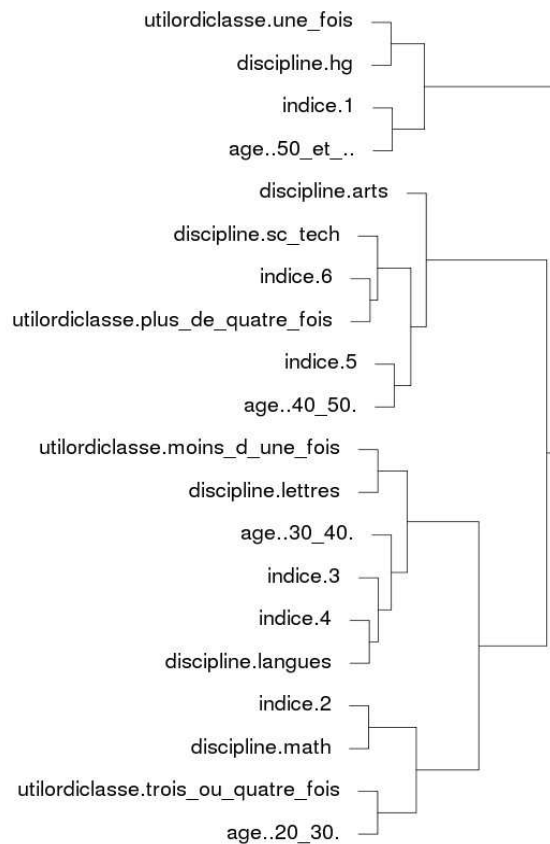 utilordiclasse.une_fois
discipline.hg
indice.1
age..50_et_..
discipline.arts
discipline.sc_tech
indice.6
utilordiclasse.plus_de_quatre_fois
indice.5
age..40_50.
utilordiclasse.moins_d_une_fois
discipline.lettres
age..30_40.
indice.3
indice.4
discipline.langues
indice.2
discipline.math
utilordiclasse.trois_ou_quatre_fois
age..20_30.